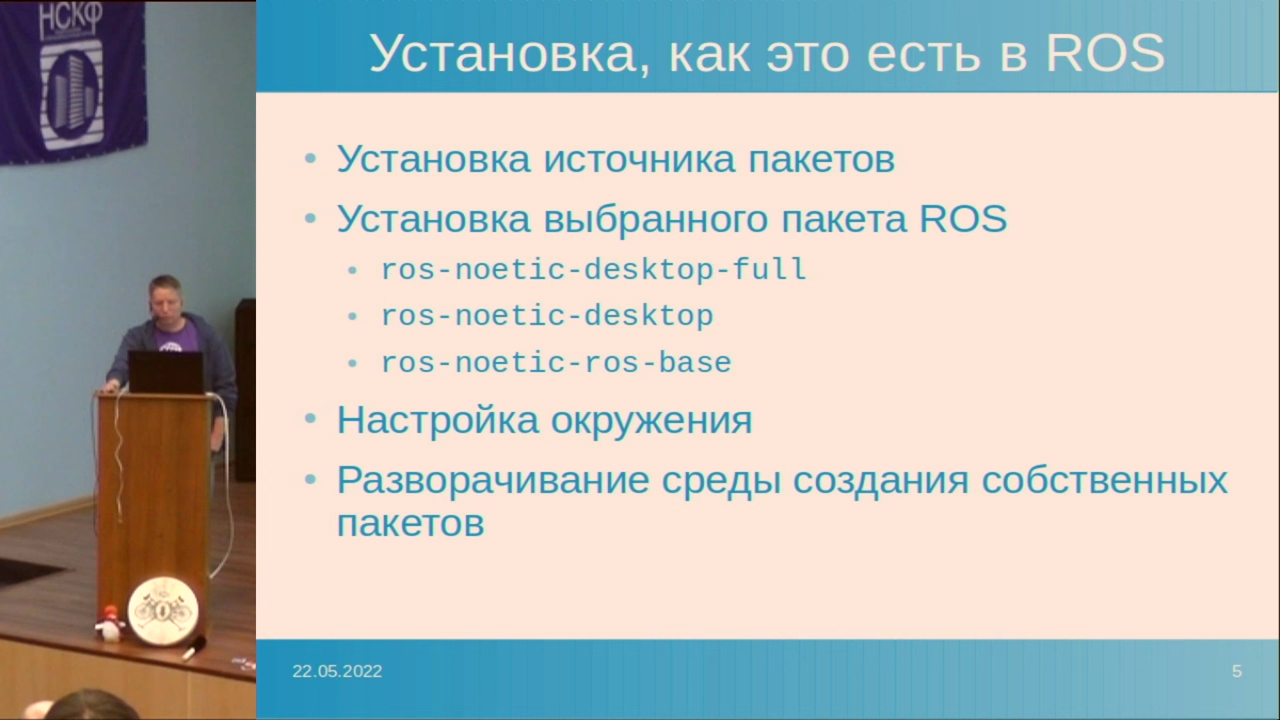 НСКФ
Установка, как это есть в ROS
Установка источника пакетов
Установка выбранного пакета ROS
ros-noetic-desktop-full
ros-noetic-desktop
ros-noetic-ros-base
Настройка окружения
Разворачивание среды создания собственных
пакетов
22.05.2022
5